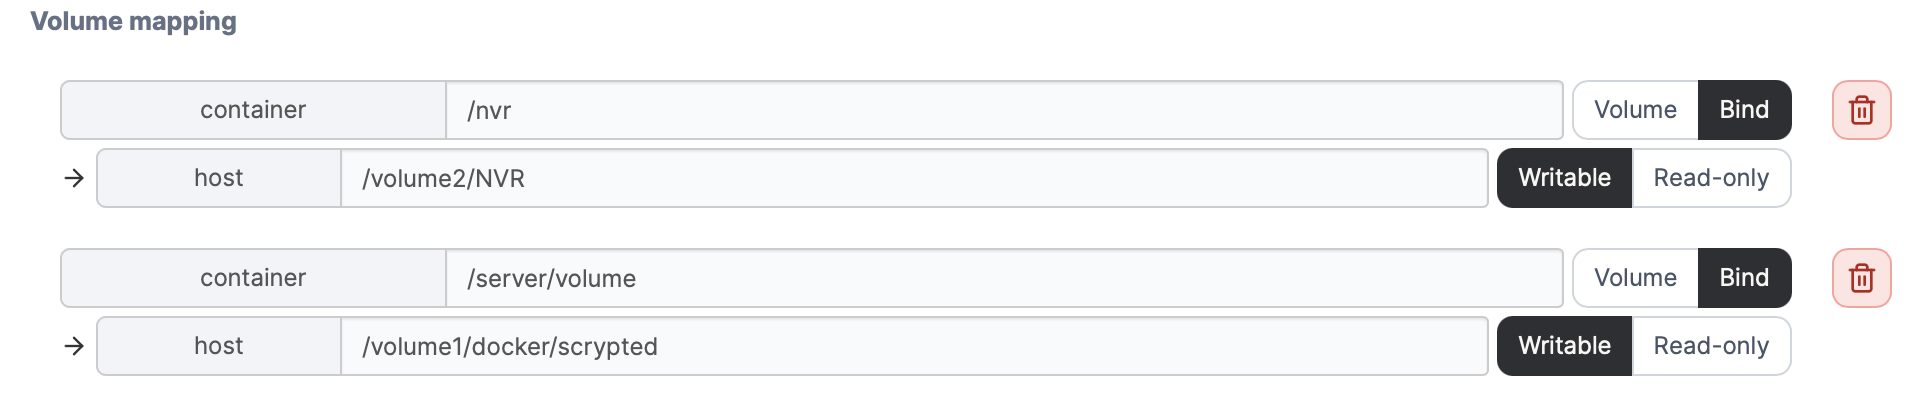 Volume mapping
container /nvr Volume Bind
host /volume2/NVR Writable Read-only
container /server/volume Volume Bind
host /volume1/docker/scrypted Writable Read-only